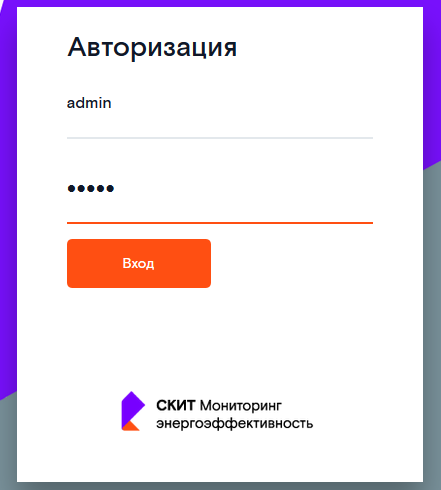 Авторизация
admin
•••••
Вход
СКИТ Мониторинг
энергоэффективность